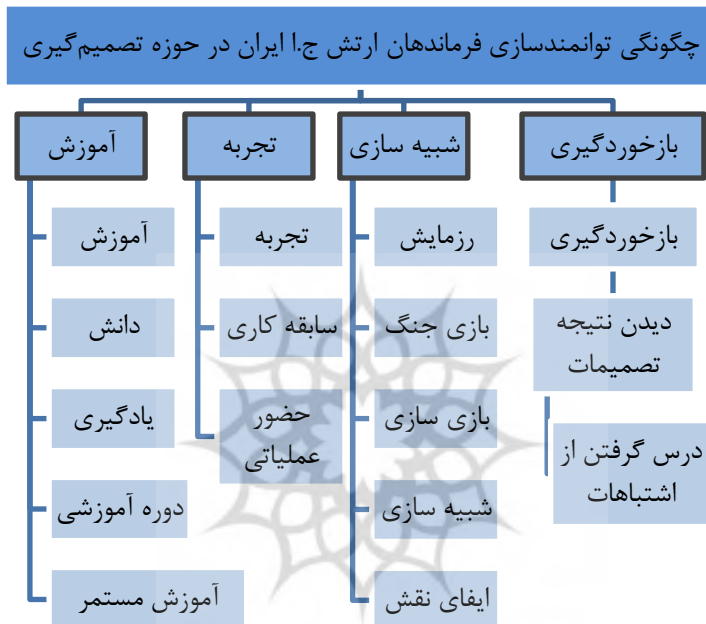 چگونگی توانمندسازی فرماندهان ارتش ج.ا ایران در حوزه تصمیم‌گیری
بازخوردگیری
بازخوردگیری
دیدن نتیجه
تصمیمات
درس گرفتن از
اشتباهات
شبیه سازی
رزمایش
بازی جنگ
بازی سازی
شبیه سازی
ایفای نقش
تجربه
تجربه
سابقه کاری
حضور
عملیاتی
آموزش
آموزش
دانش
یادگیری
دوره آموزشی
آموزش مستمر